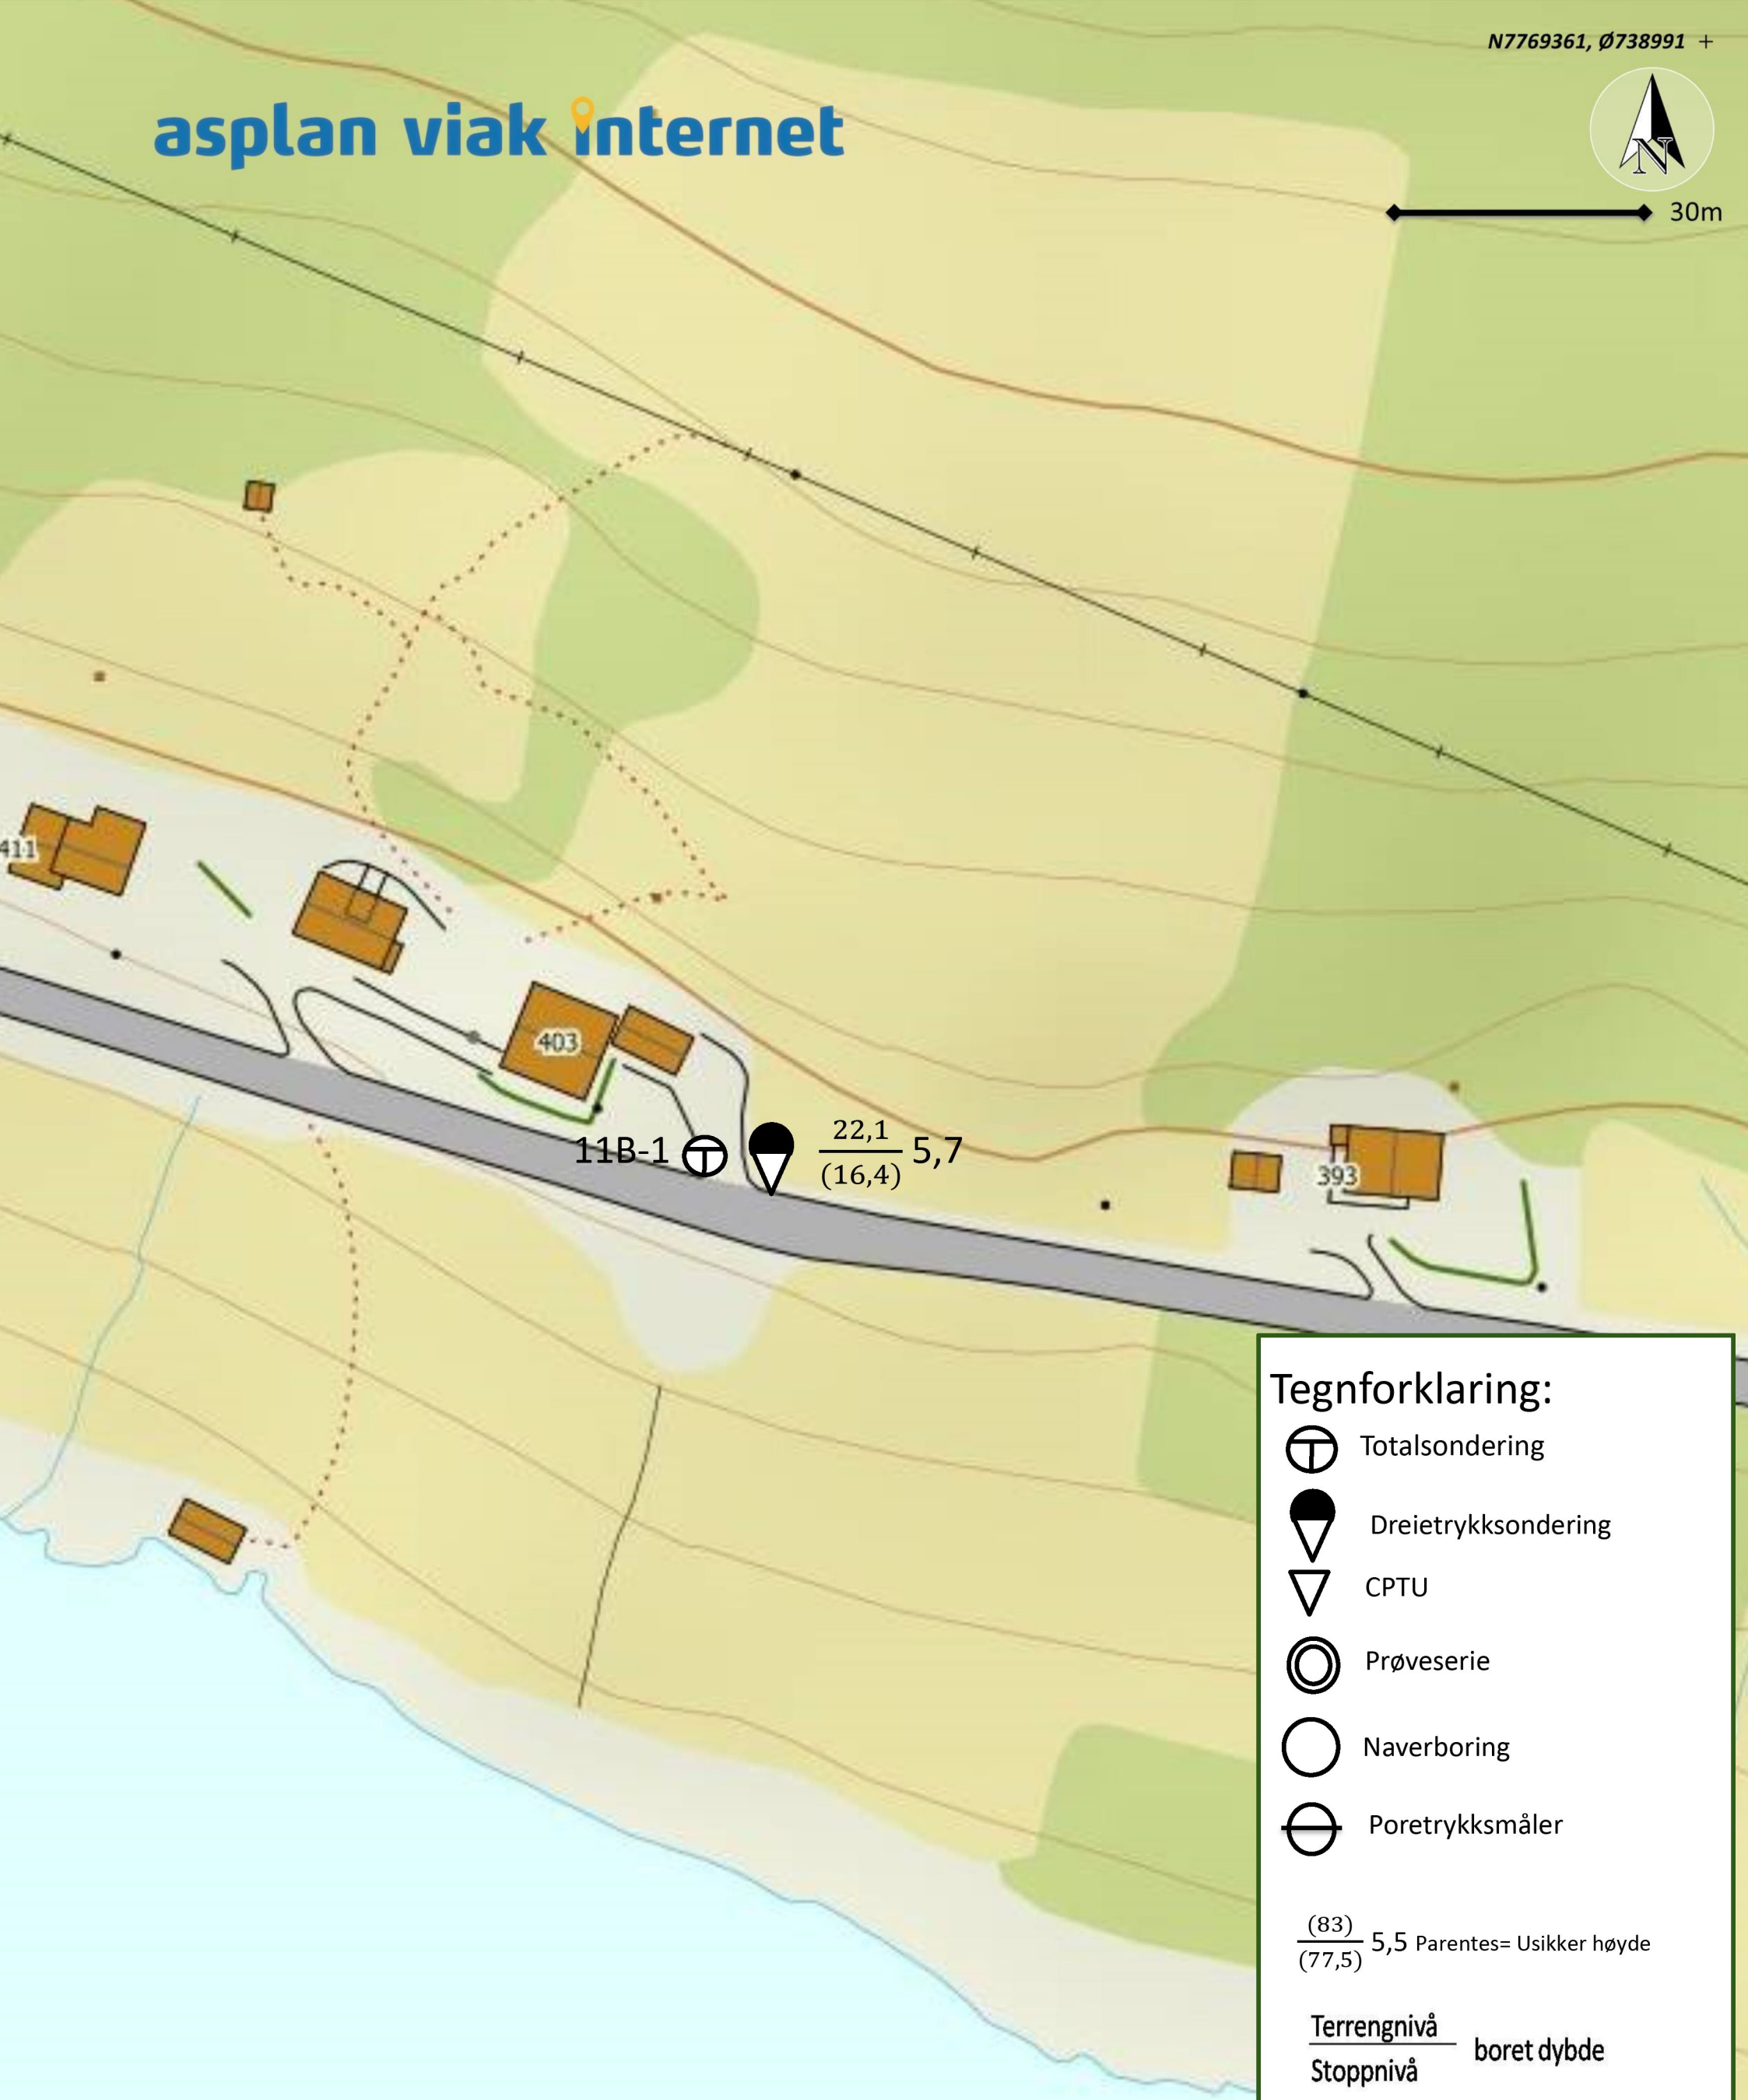 N7769361, Ø738991 +
asplan viak internet
N
30m
411
403
11B-1
22,1
(16,4)
5,7
393
Tegnforklaring:
Totalsondering
Dreietrykksondering
CPTU
Prøveserie
Naverboring
Poretrykksmåler
(83)
(77,5)
5,5 Parentes= Usikker høyde
Terrengnivå
Stoppnivå
boret dybde